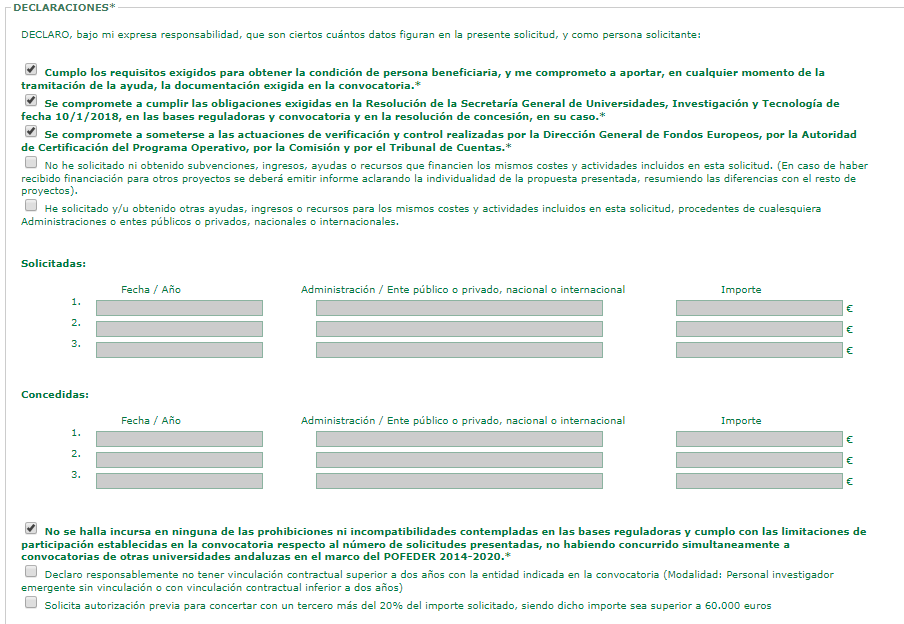 DECLARACIONES*
DECLARO, bajo mi expresa responsabilidad, que son ciertos cuántos datos figuran en la presente solicitud, y como persona solicitante:
Cumplo los requisitos exigidos para obtener la condición de persona beneficiaria, y me comprometo a aportar, en cualquier momento de la
tramitación de la ayuda, la documentación exigida en la convocatoria.*
Se compromete a cumplir las obligaciones exigidas en la Resolución de la Secretaría General de Universidades, Investigación y Tecnología de
fecha 10/1/2018, en las bases reguladoras y convocatoria y en la resolución de concesión, en su caso.*
Se compromete a someterse a las actuaciones de verificación y control realizadas por la Dirección General de Fondos Europeos, por la Autoridad
de Certificación del Programa Operativo, por la Comisión y por el Tribunal de Cuentas.*
No he solicitado ni obtenido subvenciones, ingresos, ayudas o recursos que financien los mismos costes y actividades incluidos en esta solicitud. (En caso de haber
recibido financiación para otros proyectos se deberá emitir informe aclarando la individualidad de la propuesta presentada, resumiendo las diferencias con el resto de
proyectos).
He solicitado y/u obtenido otras ayudas, ingresos o recursos para los mismos costes y actividades incluidos en esta solicitud, procedentes de cualesquiera
Administraciones o entes públicos o privados, nacionales o internacionales.
Solicitadas:
Fecha / Año Administración / Ente público o privado, nacional o internacional Importe
1. €
2. €
3. €
Concedidas:
Fecha / Año Administración / Ente público o privado, nacional o internacional Importe
1. €
2. €
3. €
No se halla incursa en ninguna de las prohibiciones ni incompatibilidades contempladas en las bases reguladoras y cumplo con las limitaciones de
participación establecidas en la convocatoria respecto al número de solicitudes presentadas, no habiendo concurrido simultaneamente a
convocatorias de otras universidades andaluzas en el marco del POFEDER 2014-2020.*
Declaro responsablemente no tener vinculación contractual superior a dos años con la entidad indicada en la convocatoria (Modalidad: Personal investigador
emergente sin vinculación o con vinculación contractual inferior a dos años)
Solicita autorización previa para concertar con un tercero más del 20% del importe solicitado, siendo dicho importe sea superior a 60.000 euros